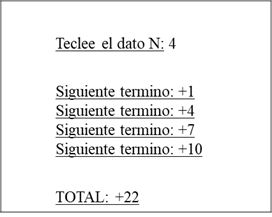 Teclee el dato N: 4
Siguiente termino: +1
Siguiente termino: +4
Siguiente termino: +7
Siguiente termino: +10
TOTAL: +22